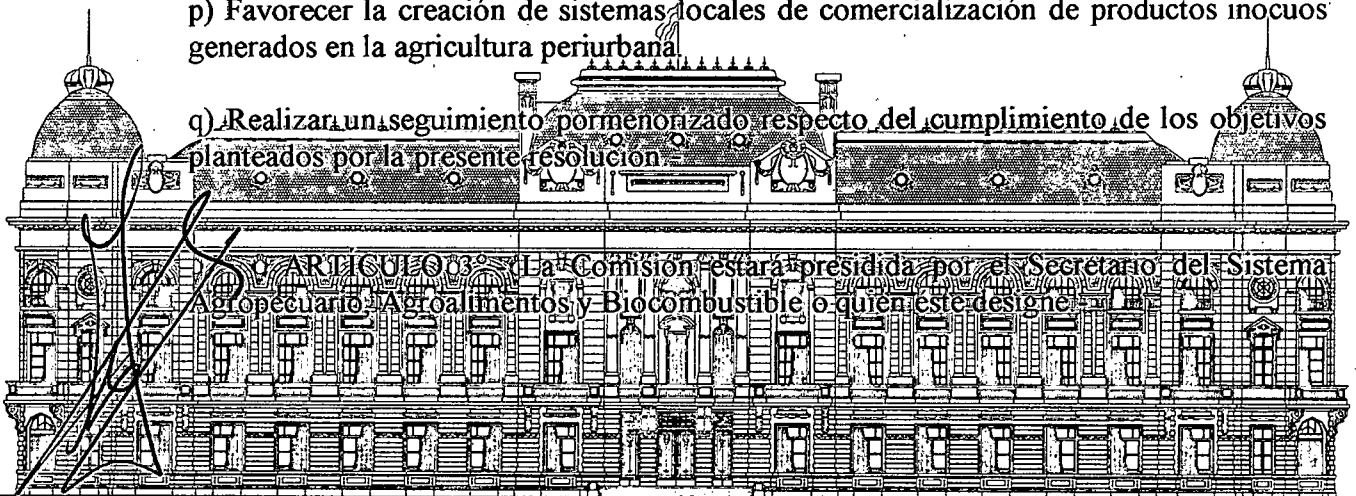 p) Favorecer la creación de sistemas locales de comercialización de productos inocuos
generados en la agricultura periurbana.
q) Realizar un seguimiento pormenorizado respecto del cumplimiento de los objetivos
planteados por la presente resolución.-
ARTÍCULO 3° - La Comisión estará presidida por el Secretario del Sistema
Agropecuario, Agroalimentos y Biocombustible o quien éste designe.-